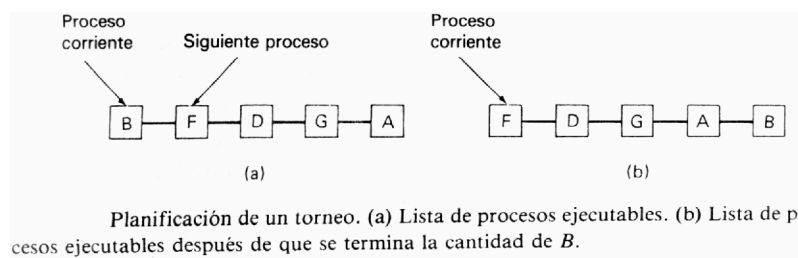 Proceso
corriente
Siguiente proceso
B F D G A
(a)
Proceso
corriente
F D G A B
(b)
Planificación de un torneo. (a) Lista de procesos ejecutables. (b) Lista de p
cesos ejecutables después de que se termina la cantidad de B.